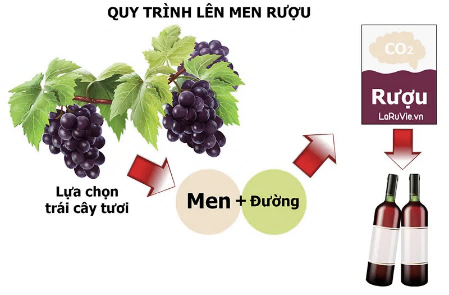 QUY TRÌNH LÊN MEN RƯỢU
CO2
Rượu
LaRuVie.vn
Lựa chọn
trái cây tươi
Men + Đường